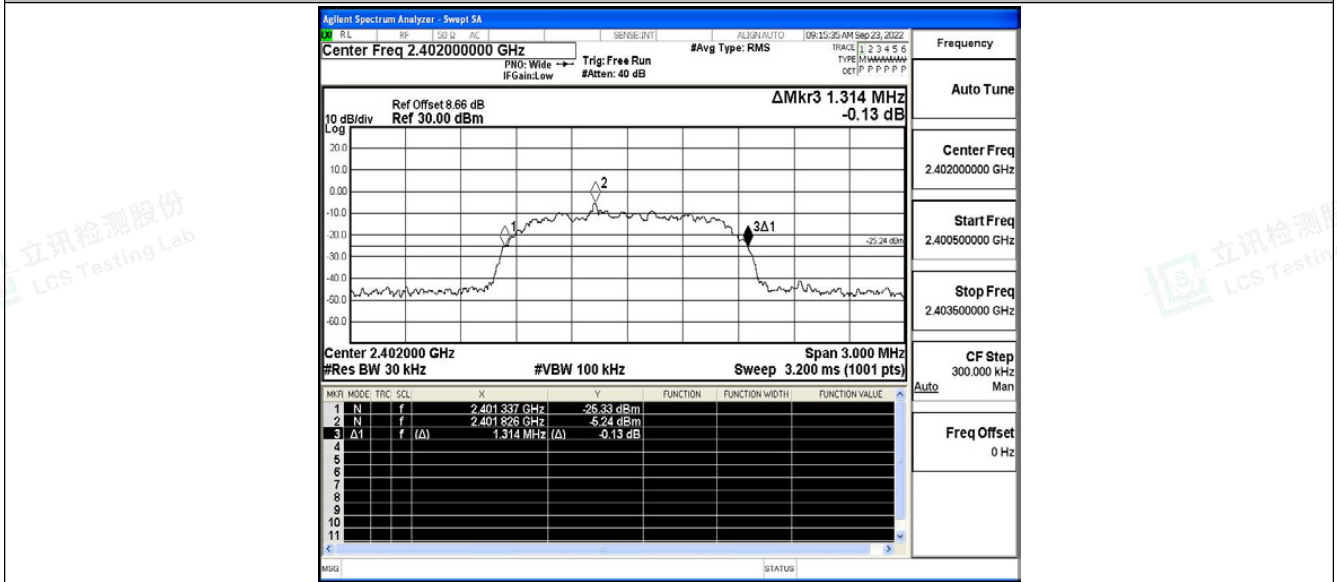 Agilent Spectrum Analyzer - Swept SA
RL RF 50 Ω AC SENSE:INT ALIGNAUTO 09:15:35 AM Sep 23, 2022
Center Freq 2.402000000 GHz
PNO: Wide
IFGain:Low
Trig: Free Run
#Atten: 40 dB
#Avg Type: RMS
TRACE 1 2 3 4 5 6
TYPE M
DET P P P P P P
Ref Offset 8.66 dB
10 dB/div Ref 30.00 dBm
Log
ΔMkr3 1.314 MHz
-0.13 dB
20.0
10.0
0.00
-10.0
-20.0
-30.0
-40.0
-50.0
-60.0
1
2
3Δ1
-25.24 dBm
Center 2.402000 GHz Span 3.000 MHz
#Res BW 30 kHz #VBW 100 kHz Sweep 3.200 ms (1001 pts)
MKR MODE TRC SCL X Y FUNCTION FUNCTION WIDTH FUNCTION VALUE
1 N f 2.401 337 GHz -25.33 dBm
2 N f 2.401 826 GHz -5.24 dBm
3 Δ1 f (Δ) 1.314 MHz (Δ) -0.13 dB
4
5
6
7
8
9
10
11
MSG STATUS
Frequency
Auto Tune
Center Freq
2.402000000 GHz
Start Freq
2.400500000 GHz
Stop Freq
2.403500000 GHz
CF Step
300.000 kHz
Auto Man
Freq Offset
0 Hz
立讯检测股份
LCS Testing Lab
立讯检测股
LCS Testin